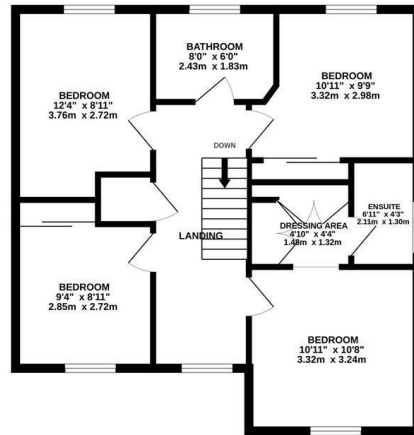 BATHROOM
8'0" x 6'0"
2.43m x 1.83m
BEDROOM
12'4" x 8'11"
3.76m x 2.72m
BEDROOM
10'11" x 9'9"
3.32m x 2.98m
DOWN
ENSUITE
6'11" x 4'3"
2.11m x 1.30m
DRESSING AREA
4'10" x 4'4"
1.48m x 1.32m
LANDING
BEDROOM
9'4" x 8'11"
2.85m x 2.72m
BEDROOM
10'11" x 10'8"
3.32m x 3.24m